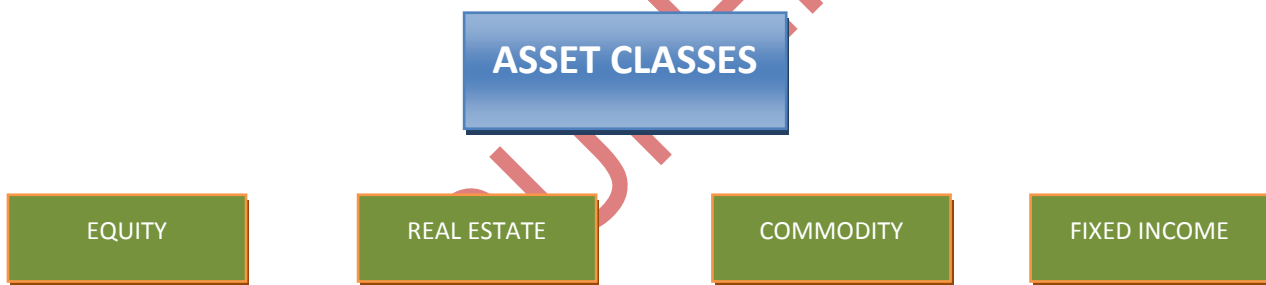 ASSET CLASSES
EQUITY
REAL ESTATE
COMMODITY
FIXED INCOME